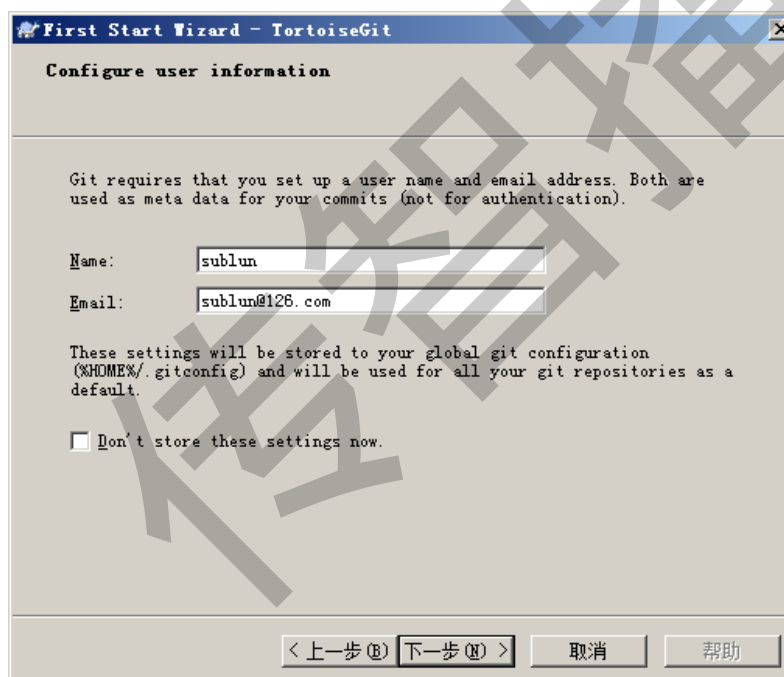 First Start Wizard - TortoiseGit
Configure user information
Git requires that you set up a user name and email address. Both are
used as meta data for your commits (not for authentication).
Name: sublun
Email: sublun@126.com
These settings will be stored to your global git configuration
(%HOME%/.gitconfig) and will be used for all your git repositories as a
default.
Don't store these settings now.
< 上一步(B) 下一步(N) > 取消 帮助
传智播